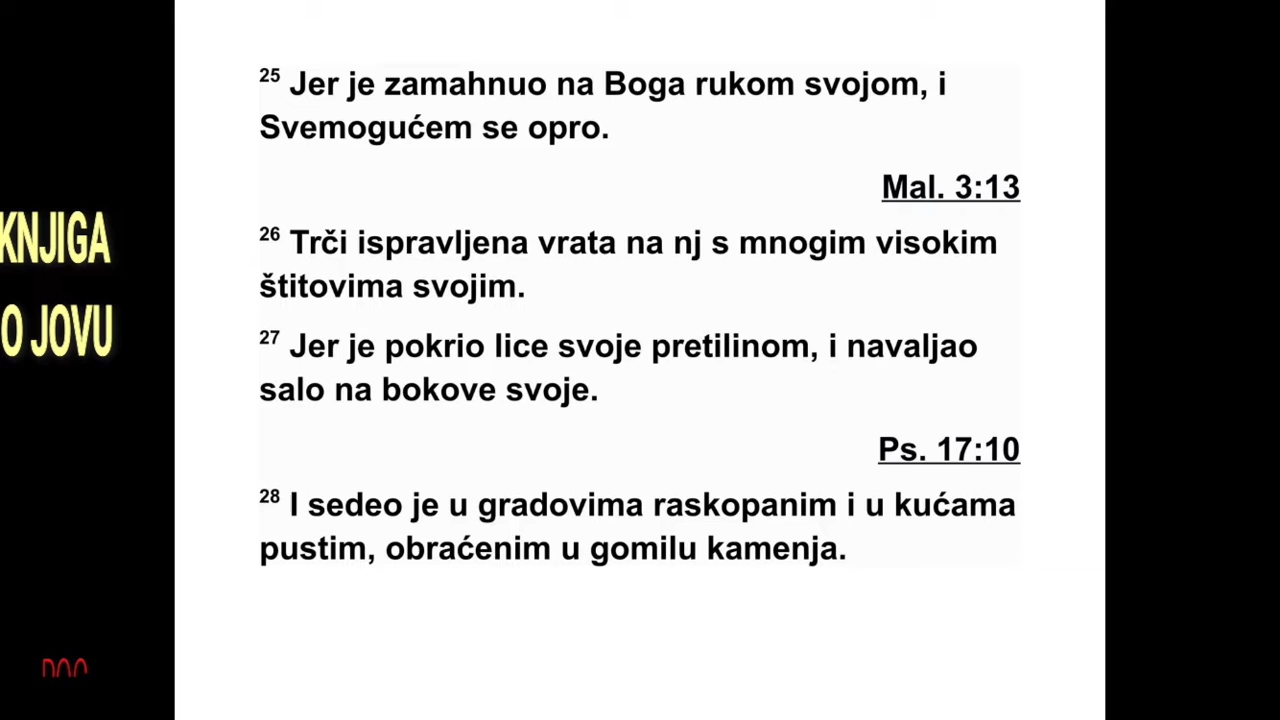 KNJIGA
O JOVU
25 Jer je zamahnuo na Boga rukom svojom, i
Svemogućem se opro.
Mal. 3:13
26 Trči ispravljena vrata na nj s mnogim visokim
štitovima svojim.
27 Jer je pokrio lice svoje pretilinom, i navaljao
salo na bokove svoje.
Ps. 17:10
28 I sedeo je u gradovima raskopanim i u kućama
pustim, obraćenim u gomilu kamenja.